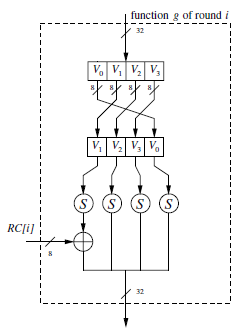 function g of round i
32
V0 V1 V2 V3
8 8 8 8
V1 V2 V3 V0
S S S S
RC[i]
8
32